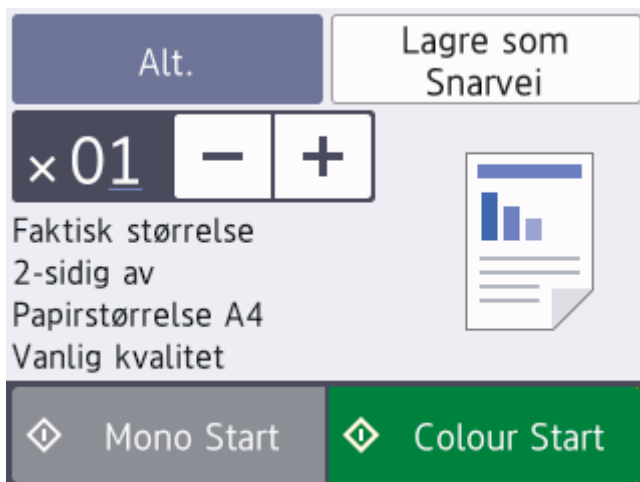 Alt.
Lagre som
Snarvei
×01
Faktisk størrelse
2-sidig av
Papirstørrelse A4
Vanlig kvalitet
Mono Start
Colour Start